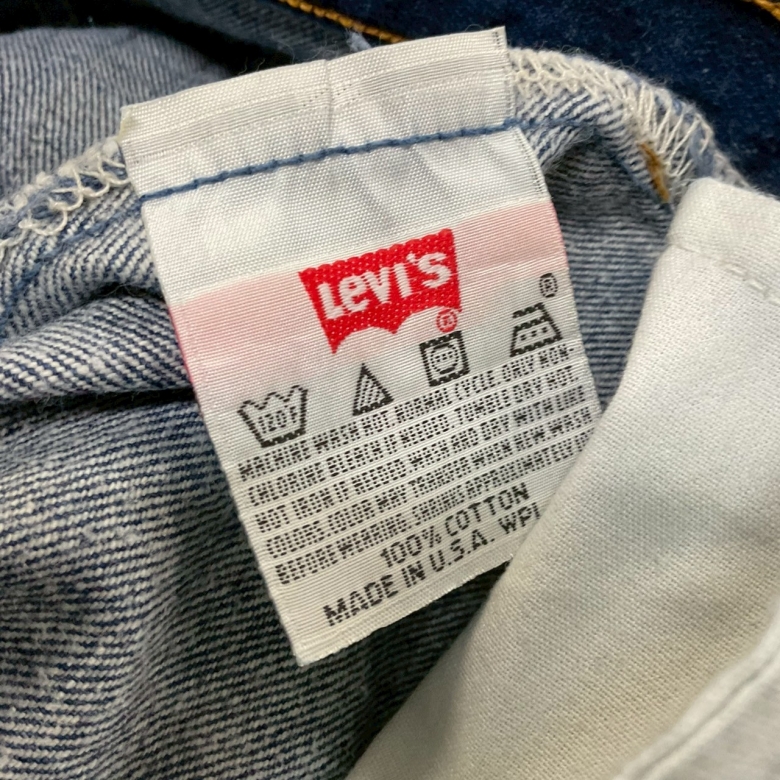 Levi's
®
®
120F
MACHINE WASH HOT NORMAL CYCLE. ONLY NON-
CHLORINE BLEACH IF NEEDED. TUMBLE DRY HOT.
HOT IRON IF NEEDED. WASH AND DRY WITH LIKE
COLORS. COLOR MAY TRANSFER WHEN NEW. WASH
BEFORE WEARING. SHRINKS APPROXIMATELY
100% COTTON
MADE IN U.S.A. WPL